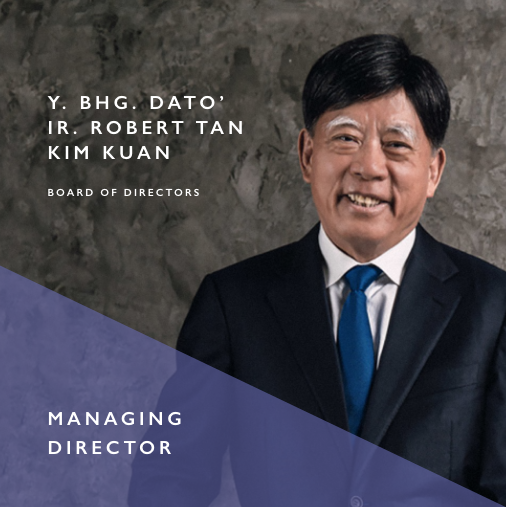 Y. BHG. DATO’
IR. ROBERT TAN
KIM KUAN
BOARD OF DIRECTORS
MANAGING
DIRECTOR